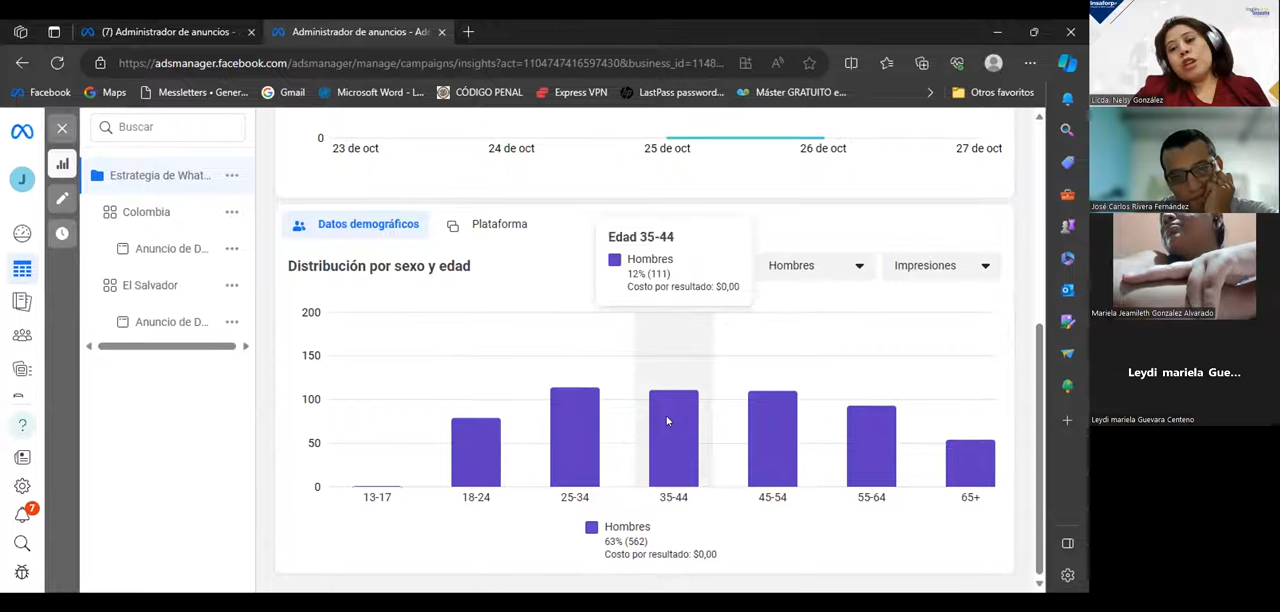 (7) Administrador de anuncios -
Administrador de anuncios - Adr
https://adsmanager.facebook.com/adsmanager/manage/campaigns/insights?act=1104747416597430&business_id=1148...
Facebook
Maps
Messletters • Gener...
Gmail
Microsoft Word - L...
CÓDIGO PENAL
Express VPN
LastPass password...
Máster GRATUITO e...
Otros favoritos
Buscar
J
Estrategia de What...
Colombia
Anuncio de D...
El Salvador
Anuncio de D...
7
0
23 de oct
24 de oct
25 de oct
26 de oct
27 de oct
Datos demográficos
Plataforma
Distribución por sexo y edad
Edad 35-44
Hombres
12% (111)
Costo por resultado: $0,00
Hombres
Impresiones
200
150
100
50
0
13-17
18-24
25-34
35-44
45-54
55-64
65+
Hombres
63% (562)
Costo por resultado: $0,00
Insaforp
Licda. Nelsy González
José Carlos Rivera Fernández
Mariela Jeamileth Gonzalez Alvarado
Leydi mariela Gue...
Leydi mariela Guevara Centeno